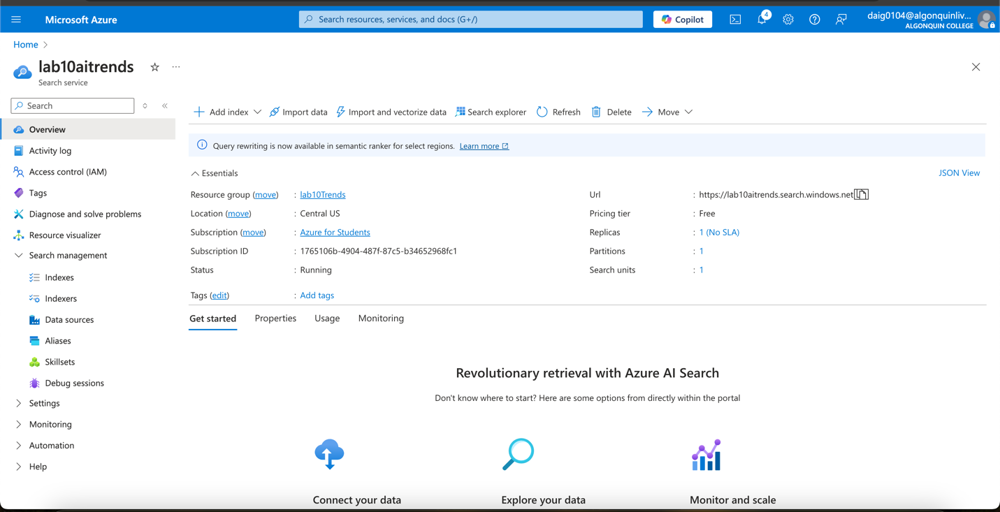 Microsoft Azure
Search resources, services, and docs (G+/)
Copilot
4
daig0104@algonquinliv...
ALGONQUIN COLLEGE
Home
lab10aitrends
Search service
Search
Add index
Import data
Import and vectorize data
Search explorer
Refresh
Delete
Move
Overview
Activity log
Access control (IAM)
Tags
Diagnose and solve problems
Resource visualizer
Search management
Indexes
Indexers
Data sources
Aliases
Skillsets
Debug sessions
Settings
Monitoring
Automation
Help
Query rewriting is now available in semantic ranker for select regions. Learn more
Essentials
JSON View
Resource group (move) : lab10Trends
Location (move) : Central US
Subscription (move) : Azure for Students
Subscription ID : 1765106b-4904-487f-87c5-b34652968fc1
Status : Running
Tags (edit) : Add tags
Url : https://lab10aitrends.search.windows.net
Pricing tier : Free
Replicas : 1 (No SLA)
Partitions : 1
Search units : 1
Get started Properties Usage Monitoring
Revolutionary retrieval with Azure AI Search
Don't know where to start? Here are some options from directly within the portal
Connect your data
Explore your data
Monitor and scale